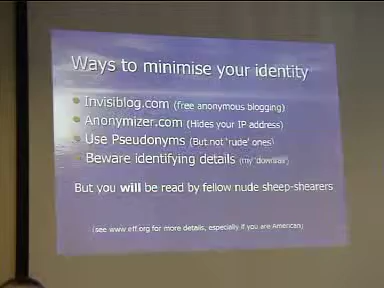 Ways to minimise your identity
Invisiblog.com (free anonymous blogging)
Anonymizer.com (Hides your IP address)
Use Pseudonyms (But not 'rude' ones)
Beware identifying details (my 'downfall')
But you will be read by fellow nude sheep-shearers
(see www.eff.org for more details, especially if you are American)